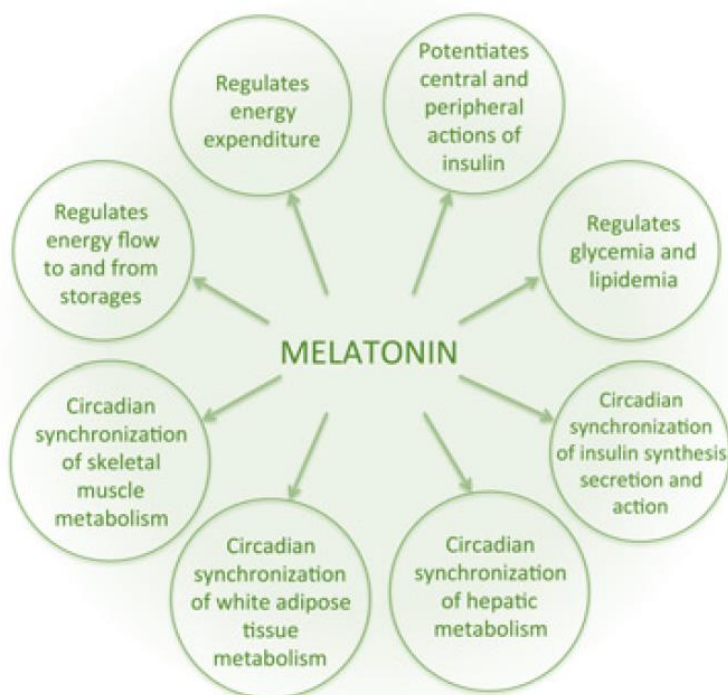 Regulates
energy
expenditure
Potentiates
central and
peripheral
actions of
insulin
Regulates
energy flow
to and from
storages
Regulates
glycemia and
lipidemia
MELATONIN
Circadian
synchronization
of skeletal
muscle
metabolism
Circadian
synchronization
of insulin synthesis
secretion and
action
Circadian
synchronization
of white adipose
tissue
metabolism
Circadian
synchronization
of hepatic
metabolism